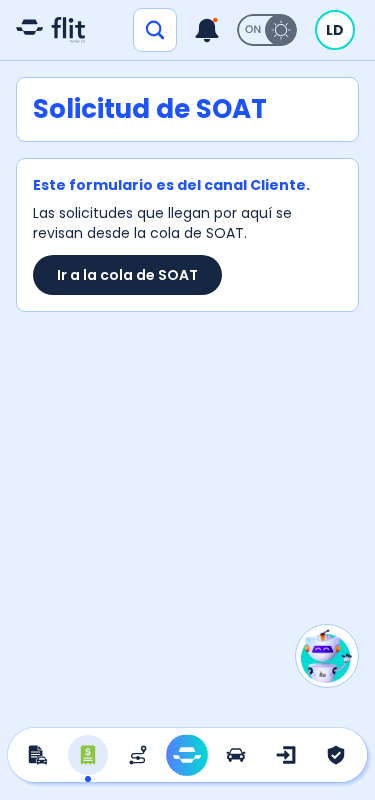 flit
ON
LD
Solicitud de SOAT
Este formulario es del canal Cliente.
Las solicitudes que llegan por aquí se
revisan desde la cola de SOAT.
Ir a la cola de SOAT